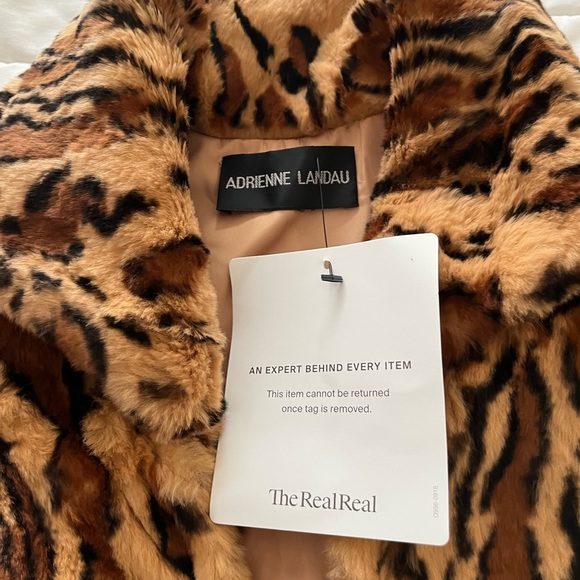 ADRIENNE LANDAU
AN EXPERT BEHIND EVERY ITEM
This item cannot be returned
once tag is removed.
The RealReal